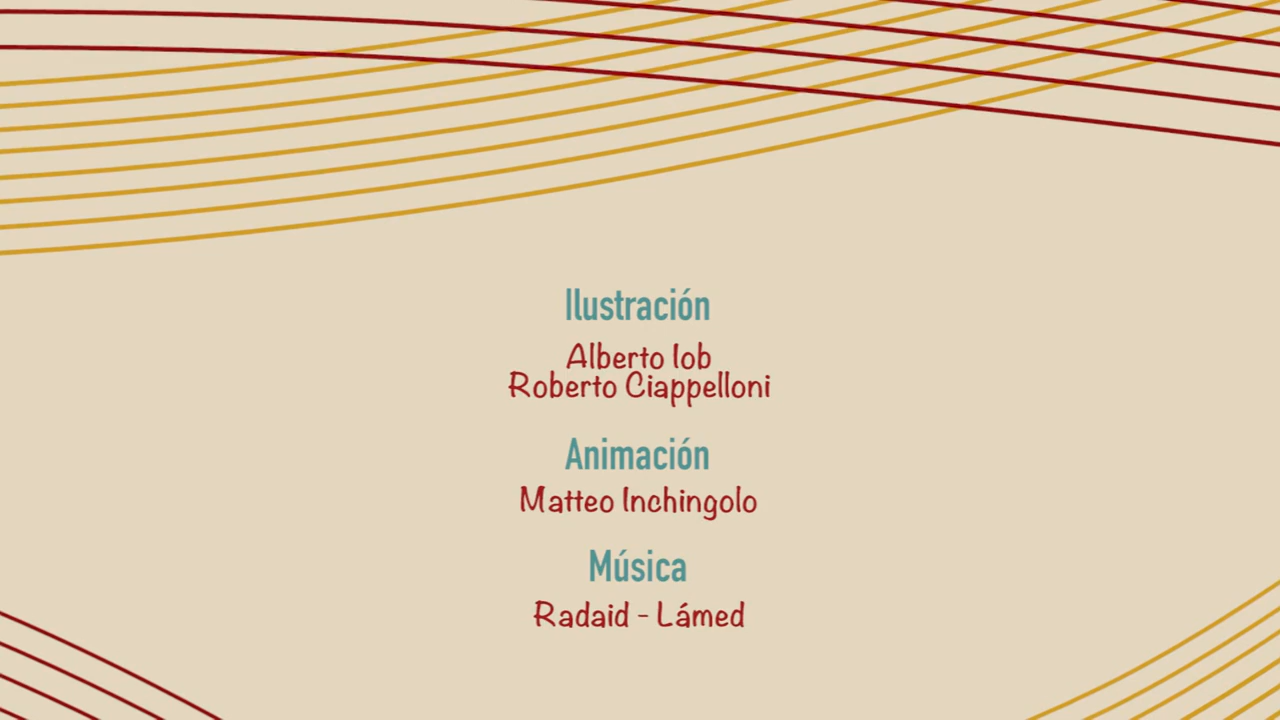 Ilustración
Alberto Iob
Roberto Ciappelloni
Animación
Matteo Inchingolo
Música
Radaid - Lámed